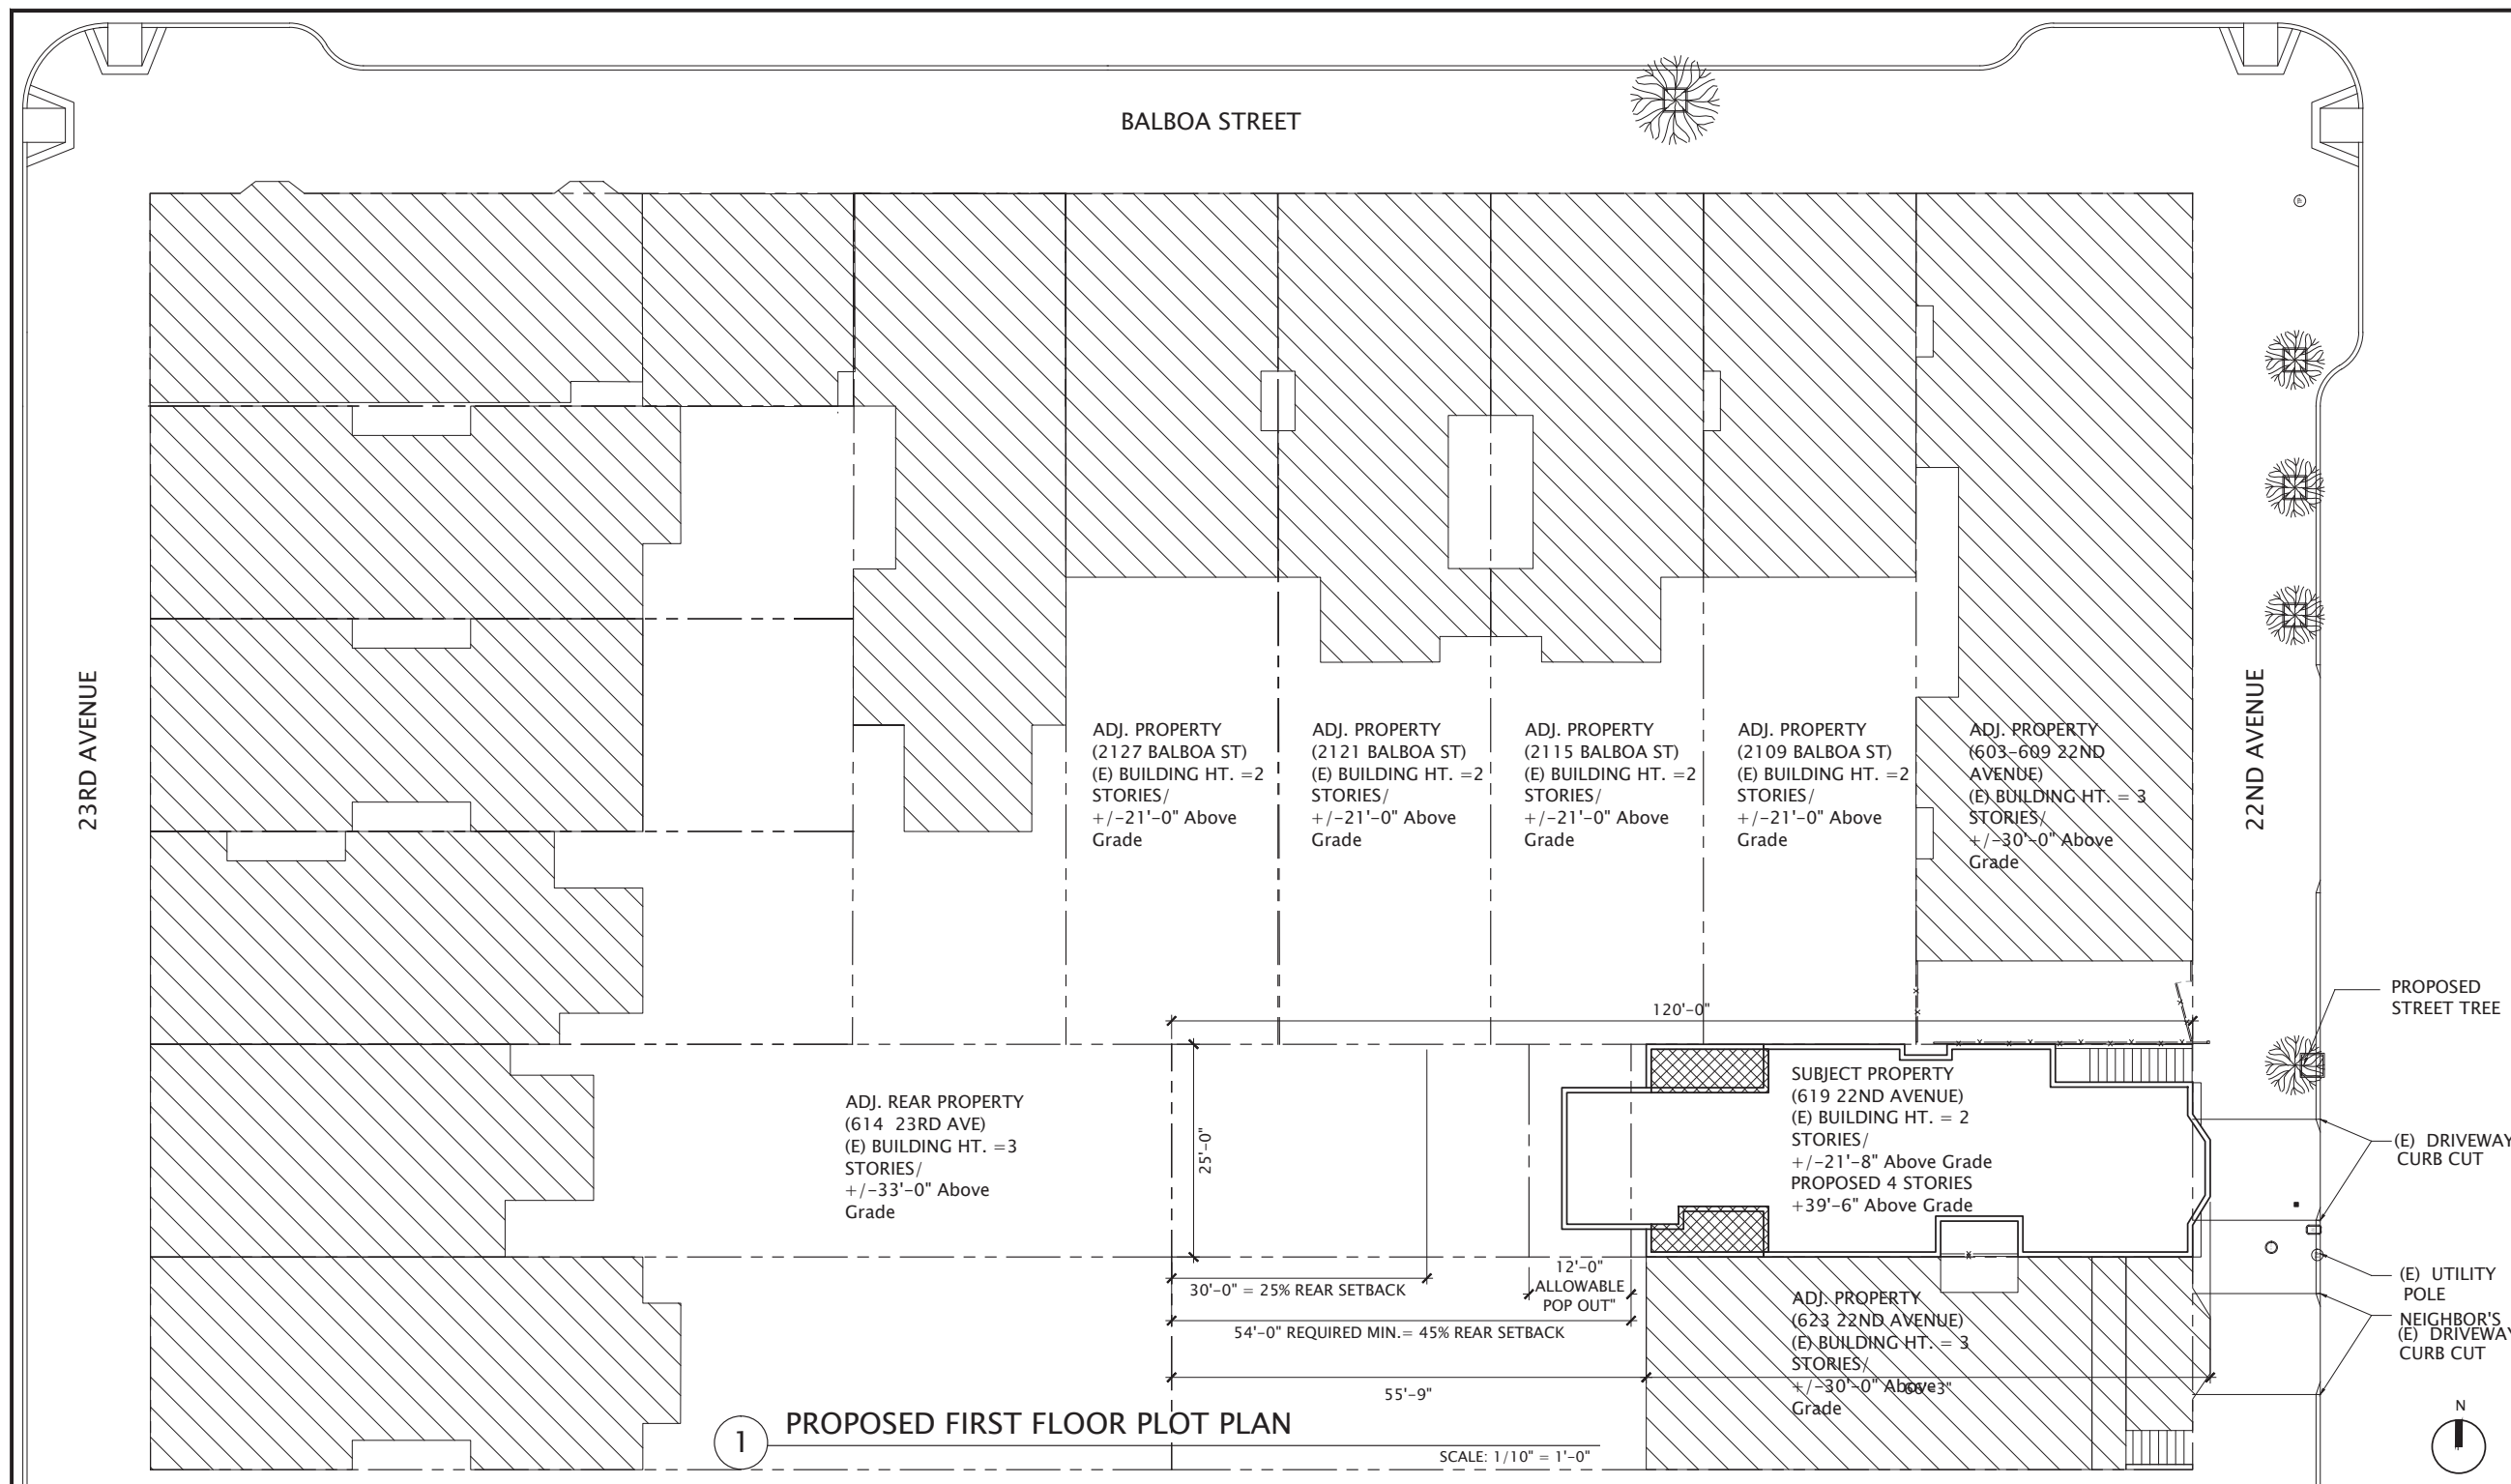 BALBOA STREET
23RD AVENUE
22ND AVENUE
ADJ. PROPERTY
(2127 BALBOA ST)
(E) BUILDING HT. =2
STORIES/
+/-21'-0" Above
Grade
ADJ. PROPERTY
(2121 BALBOA ST)
(E) BUILDING HT. =2
STORIES/
+/-21'-0" Above
Grade
ADJ. PROPERTY
(2115 BALBOA ST)
(E) BUILDING HT. =2
STORIES/
+/-21'-0" Above
Grade
ADJ. PROPERTY
(2109 BALBOA ST)
(E) BUILDING HT. =2
STORIES/
+/-21'-0" Above
Grade
ADJ. PROPERTY
(603-609 22ND
AVENUE)
(E) BUILDING HT. = 3
STORIES/
+/-30'-0" Above
Grade
PROPOSED
STREET TREE
120'-0"
25'-0"
ADJ. REAR PROPERTY
(614 23RD AVE)
(E) BUILDING HT. =3
STORIES/
+/-33'-0" Above
Grade
SUBJECT PROPERTY
(619 22ND AVENUE)
(E) BUILDING HT. = 2
STORIES/
+/-21'-8" Above Grade
PROPOSED 4 STORIES
+39'-6" Above Grade
(E) DRIVEWAY
CURB CUT
(E) UTILITY
POLE
NEIGHBOR'S
(E) DRIVEWAY
CURB CUT
30'-0" = 25% REAR SETBACK
12'-0"
ALLOWABLE
POP OUT"
54'-0" REQUIRED MIN.= 45% REAR SETBACK
55'-9"
66'-3"
ADJ. PROPERTY
(623 22ND AVENUE)
(E) BUILDING HT. = 3
STORIES/
+/-30'-0" Above
Grade
1
PROPOSED FIRST FLOOR PLOT PLAN
SCALE: 1/10" = 1'-0"
N